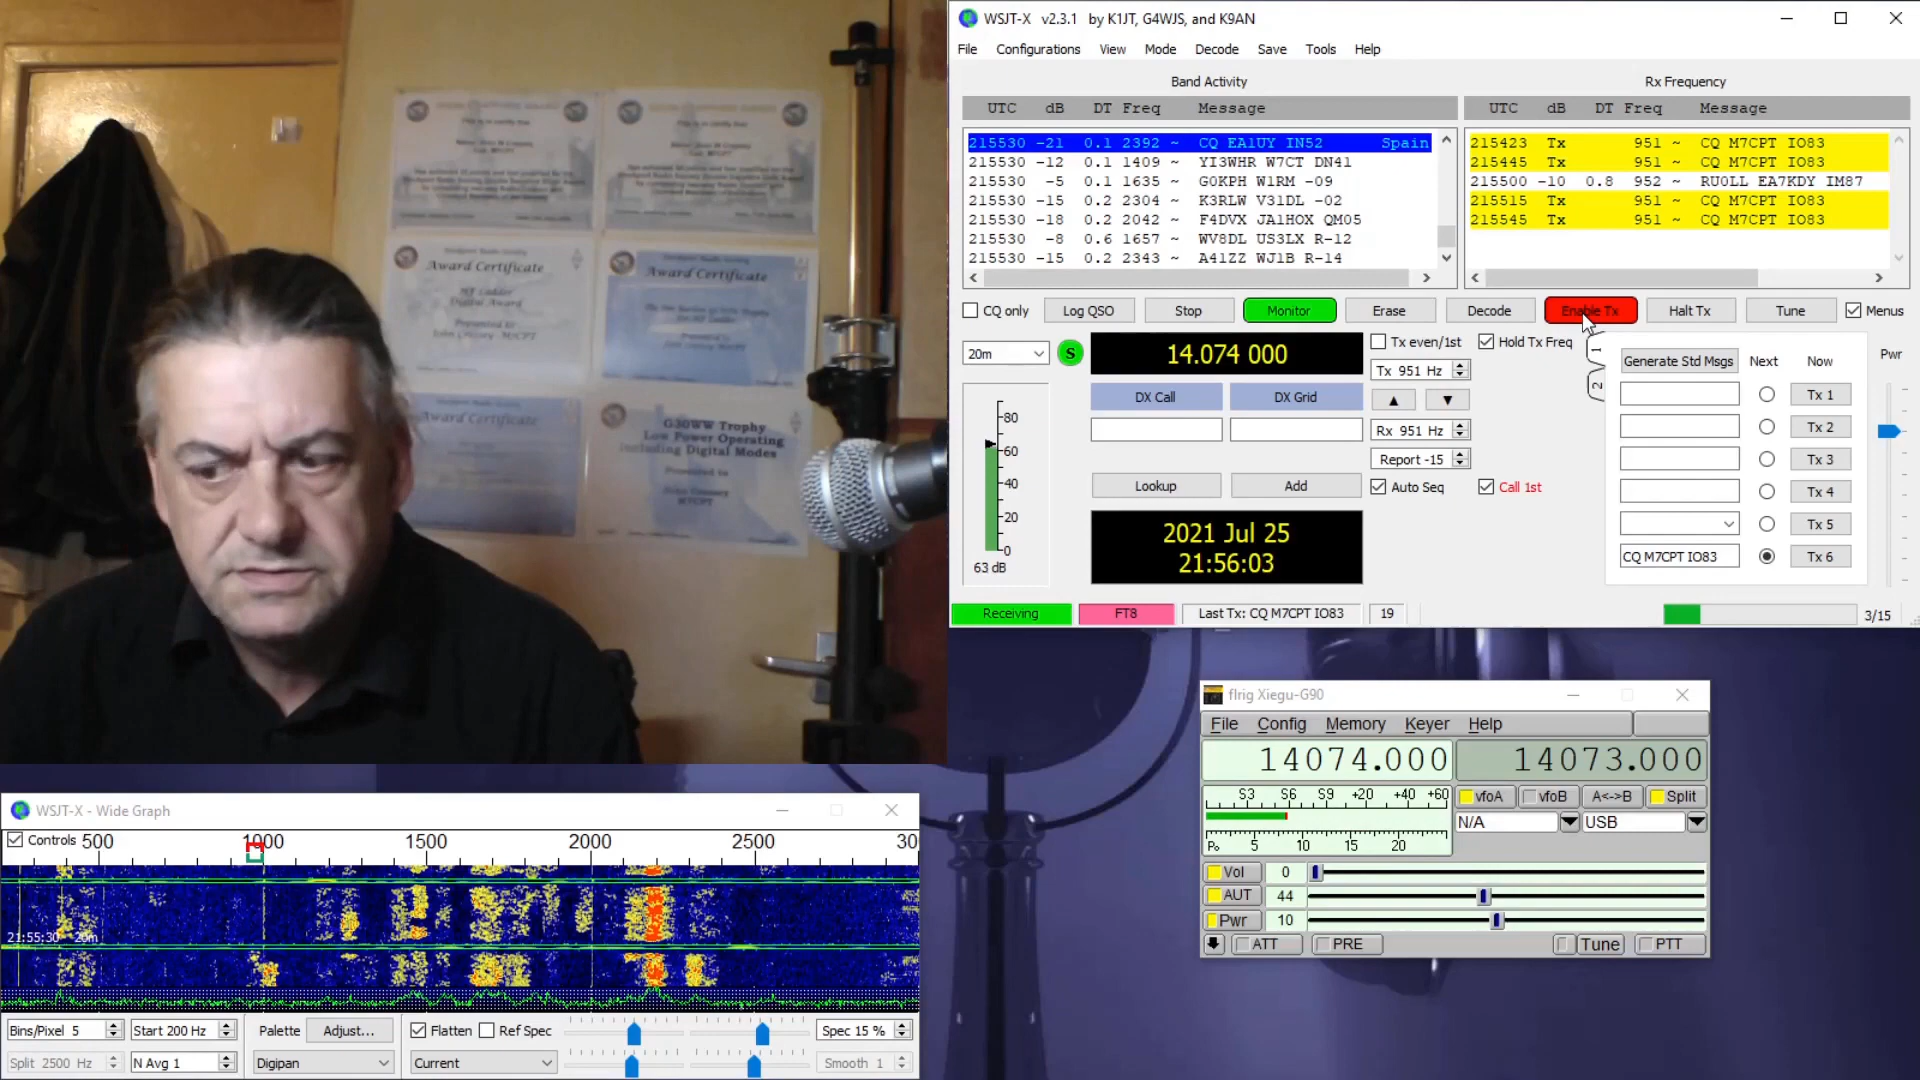 WSJT-X v2.3.1 by K1JT, G4WJS, and K9AN
File Configurations View Mode Decode Save Tools Help
Band Activity
UTC dB DT Freq Message
215530 -21 0.1 2392 ~ CQ EA1UY IN52 Spain
215530 -12 0.1 1409 ~ YI3WHR W7CT DN41
215530 -5 0.1 1635 ~ G0KPH W1RM -09
215530 -15 0.2 2304 ~ K3RLW V31DL -02
215530 -18 0.2 2042 ~ F4DVX JA1HOX QM05
215530 -8 0.6 1657 ~ WV8DL US3LX R-12
215530 -15 0.2 2343 ~ A41ZZ WJ1B R-14
Rx Frequency
UTC dB DT Freq Message
215423 Tx 951 ~ CQ M7CPT IO83
215445 Tx 951 ~ CQ M7CPT IO83
215500 -10 0.8 952 ~ RU0LL EA7KDY IM87
215515 Tx 951 ~ CQ M7CPT IO83
215545 Tx 951 ~ CQ M7CPT IO83
CQ only Log QSO Stop Monitor Erase Decode Enable Tx Halt Tx Tune Menus
20m
S
14.074 000
Tx even/1st
Hold Tx Freq
Tx 951 Hz
DX Call
DX Grid
Rx 951 Hz
Report -15
Lookup
Add
Auto Seq
Call 1st
80
60
40
20
0
63 dB
2021 Jul 25
21:56:03
1
2
Generate Std Msgs Next Now
Pwr
Tx 1
Tx 2
Tx 3
Tx 4
Tx 5
CQ M7CPT IO83 Tx 6
Receiving FT8 Last Tx: CQ M7CPT IO83 19 3/15
Award Certificate
Digital Award
Presented to
Award Certificate
Award Certificate
G30WW Trophy
Low Power Operating
Including Digital Modes
Presented to
M7CPT
flrig Xiegu-G90
File Config Memory Keyer Help
14074.000 14073.000
S3 S6 S9 +20 +40 +60
Po 5 10 15 20
vfoA vfoB A<->B Split
N/A USB
Vol 0
AUT 44
Pwr 10
ATT PRE Tune PTT
WSJT-X - Wide Graph
Controls 500 1000 1500 2000 2500 30
21:55:30 20m
Bins/Pixel 5 Start 200 Hz Palette Adjust... Flatten Ref Spec Spec 15 %
Split 2500 Hz N Avg 1 Digipan Current Smooth 1